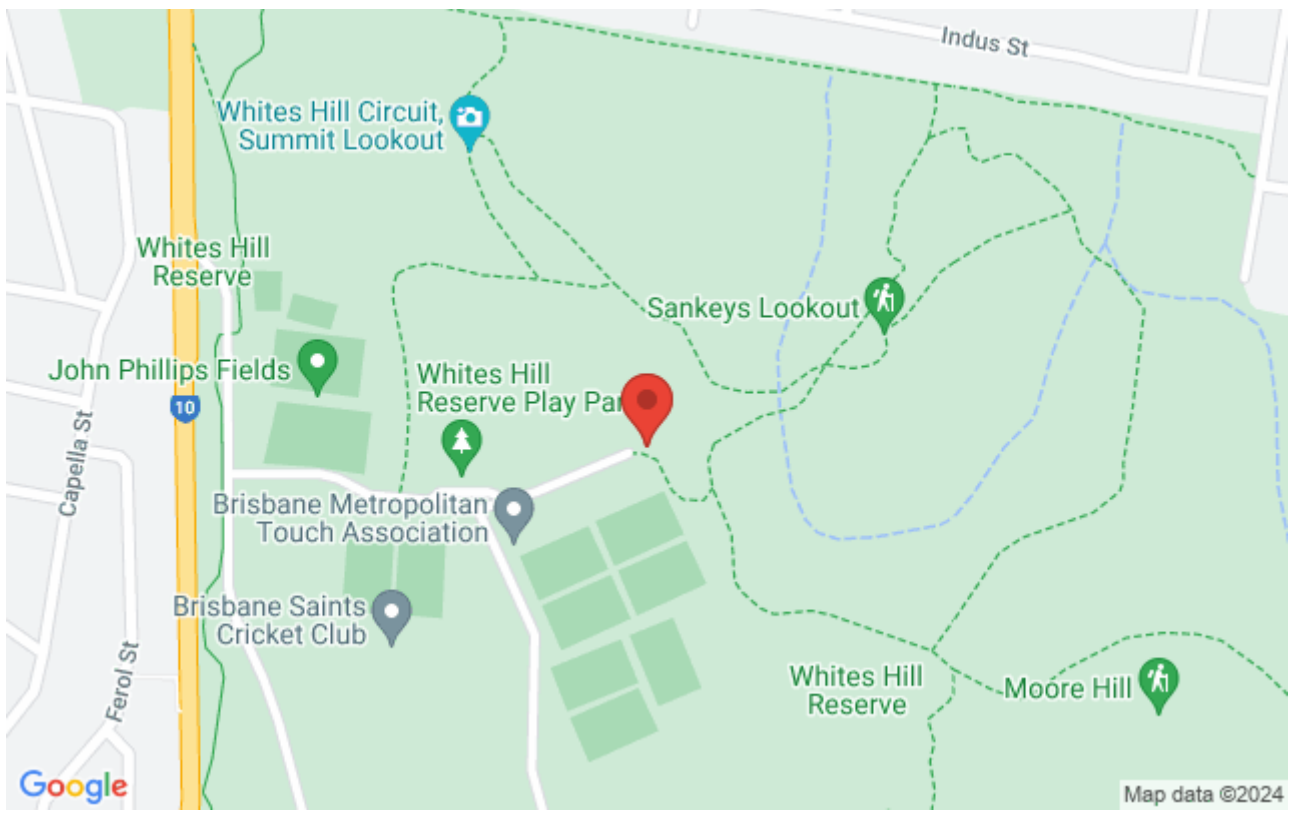 Indus St
Whites Hill Circuit,
Summit Lookout
Whites Hill
Reserve
Sankeys Lookout
John Phillips Fields
Whites Hill
Reserve Play Par
10
Capella St
Brisbane Metropolitan
Touch Association
Brisbane Saints
Cricket Club
Ferol St
Whites Hill
Reserve
Moore Hill
Google
Map data ©2024